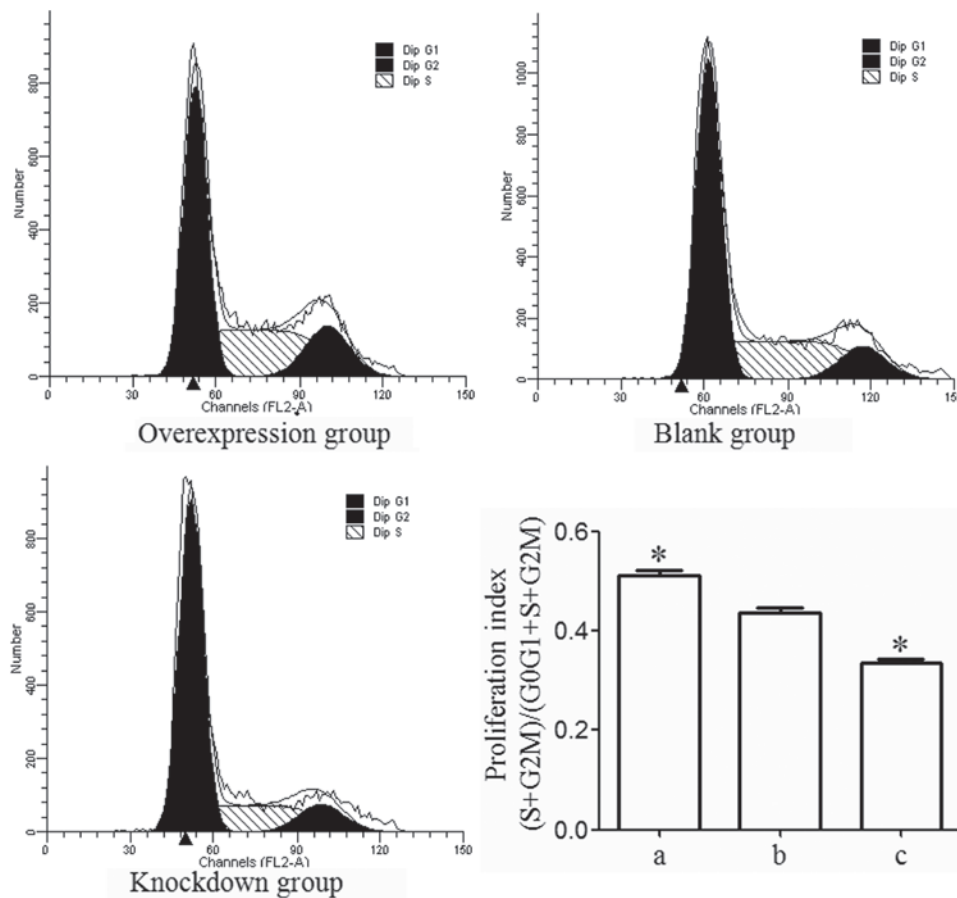 Dip G1
Dip G2
Dip S
Number
800
600
400
200
0
0
30
60
90
120
150
Channels (FL2-A)
Overexpression group
Dip G1
Dip G2
Dip S
Number
1000
800
600
400
200
0
0
30
60
90
120
150
Channels (FL2-A)
Blank group
Dip G1
Dip G2
Dip S
Number
800
600
400
200
0
0
30
60
90
120
150
Channels (FL2-A)
Knockdown group
Proliferation index
(S+G2M)/(G0G1+S+G2M)
0.6
0.4
0.2
0.0
*
*
a
b
c